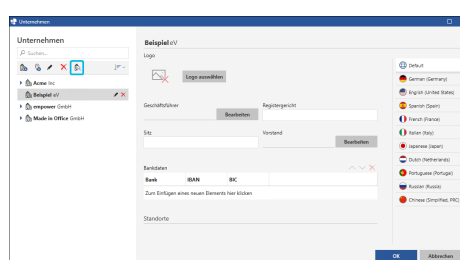 Unternehmen
Unternehmen
Suchen...
Acme Inc
Beispiel eV
empower GmbH
Made in Office GmbH
Beispiel eV
Logo
Logo auswählen
Geschäftsführer
Registergericht
Bearbeiten
Sitz
Vorstand
Bearbeiten
Bankdaten
Bank IBAN BIC
Zum Einfügen eines neuen Elements hier klicken
Standorte
Default
German (Germany)
English (United States)
Spanish (Spain)
French (France)
Italian (Italy)
Japanese (Japan)
Dutch (Netherlands)
Portuguese (Portugal)
Russian (Russia)
Chinese (Simplified, PRC)
OK Abbrechen